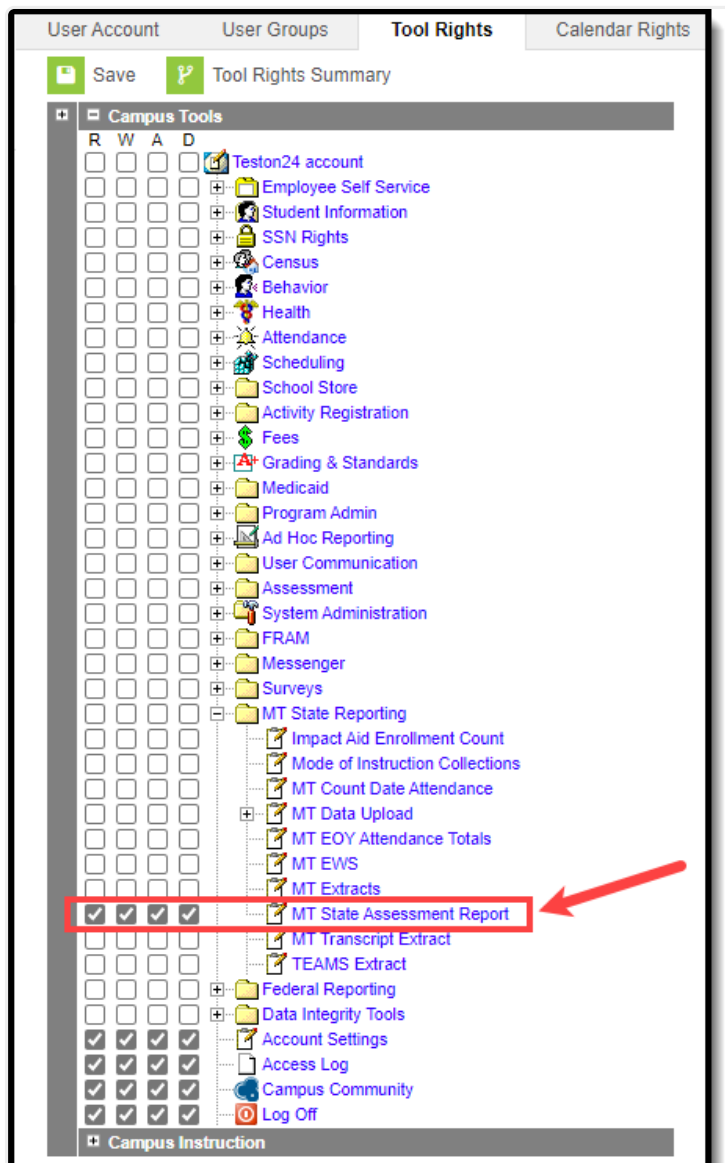 User Account User Groups Tool Rights Calendar Rights
Save Tool Rights Summary
Campus Tools
R W A D
Teston24 account
Employee Self Service
Student Information
SSN Rights
Census
Behavior
Health
Attendance
Scheduling
School Store
Activity Registration
Fees
Grading & Standards
Medicaid
Program Admin
Ad Hoc Reporting
User Communication
Assessment
System Administration
FRAM
Messenger
Surveys
MT State Reporting
Impact Aid Enrollment Count
Mode of Instruction Collections
MT Count Date Attendance
MT Data Upload
MT EOY Attendance Totals
MT EWS
MT Extracts
MT State Assessment Report
MT Transcript Extract
TEAMS Extract
Federal Reporting
Data Integrity Tools
Account Settings
Access Log
Campus Community
Log Off
Campus Instruction